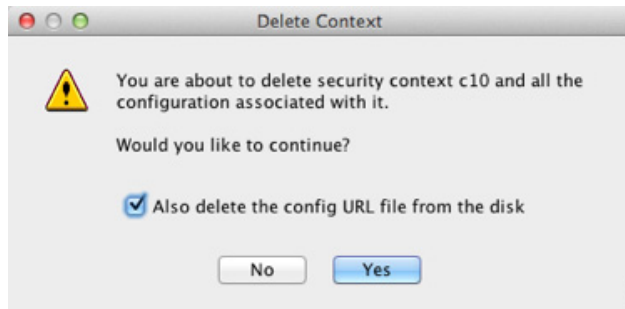 Delete Context
You are about to delete security context c10 and all the
configuration associated with it.
Would you like to continue?
Also delete the config URL file from the disk
No
Yes